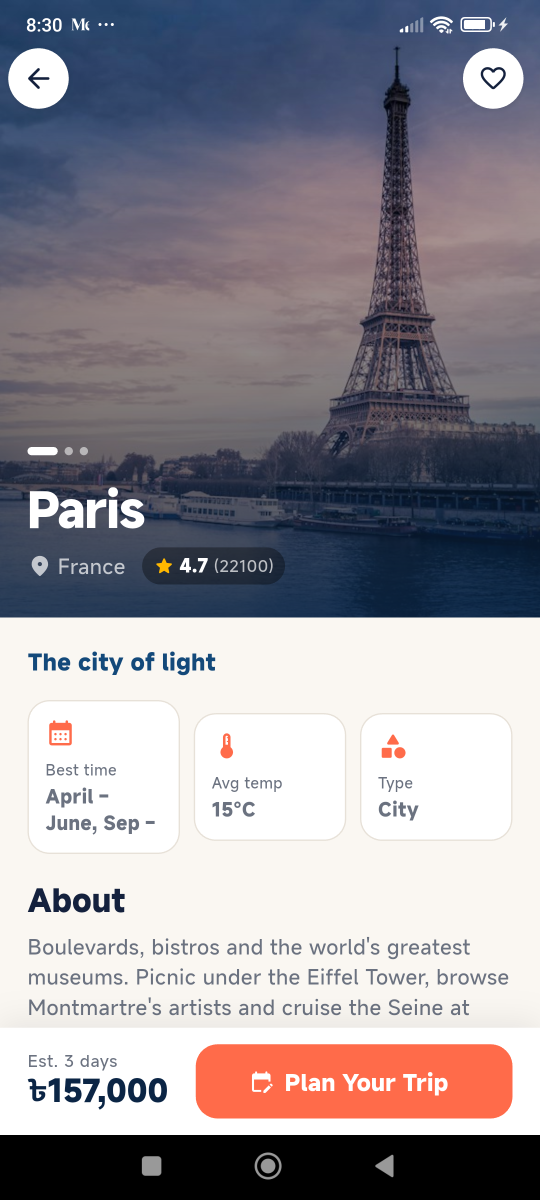 8:30 M ...
Paris
France
4.7 (22100)
The city of light
Best time
April –
June, Sep –
Avg temp
15°C
Type
City
About
Boulevards, bistros and the world's greatest
museums. Picnic under the Eiffel Tower, browse
Montmartre's artists and cruise the Seine at
Est. 3 days
৳157,000
Plan Your Trip